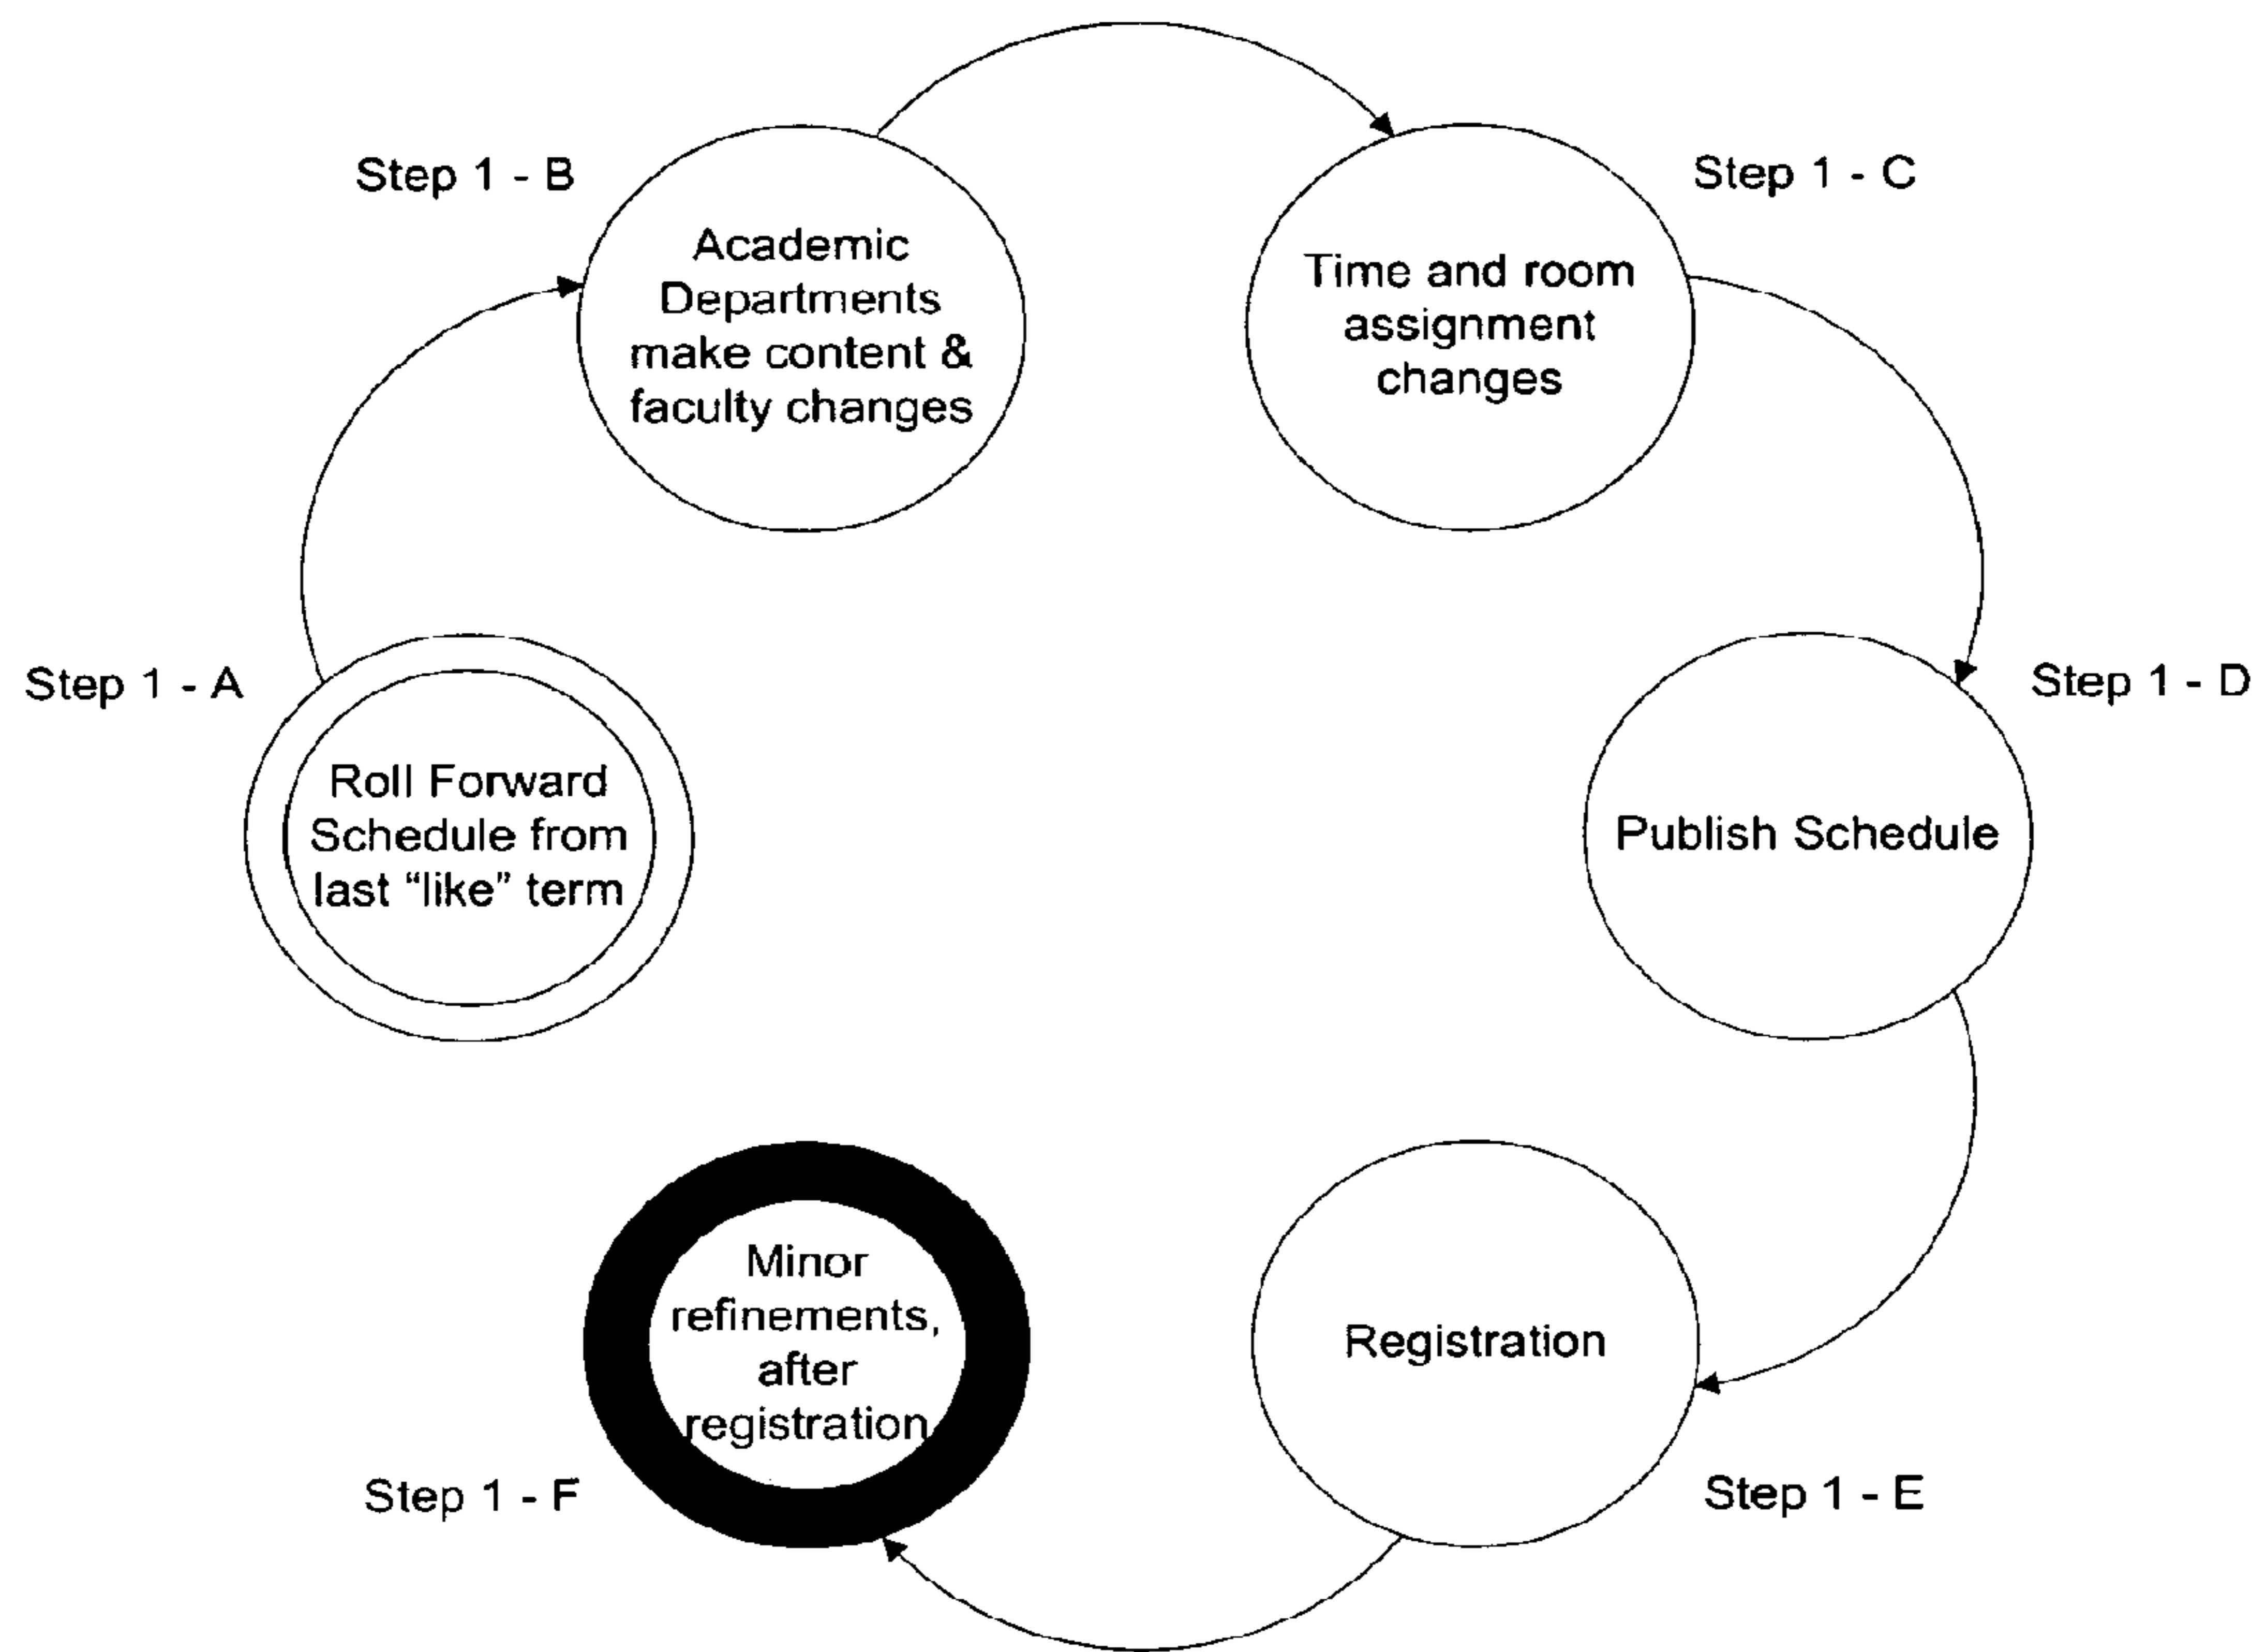 Step 1 - A
Roll Forward
Schedule from
last “like” term
Step 1 - B
Academic
Departments
make content &
faculty changes
Step 1 - C
Time and room
assignment
changes
Step 1 - D
Publish Schedule
Step 1 - E
Registration
Step 1 - F
Minor
refinements,
after
registration